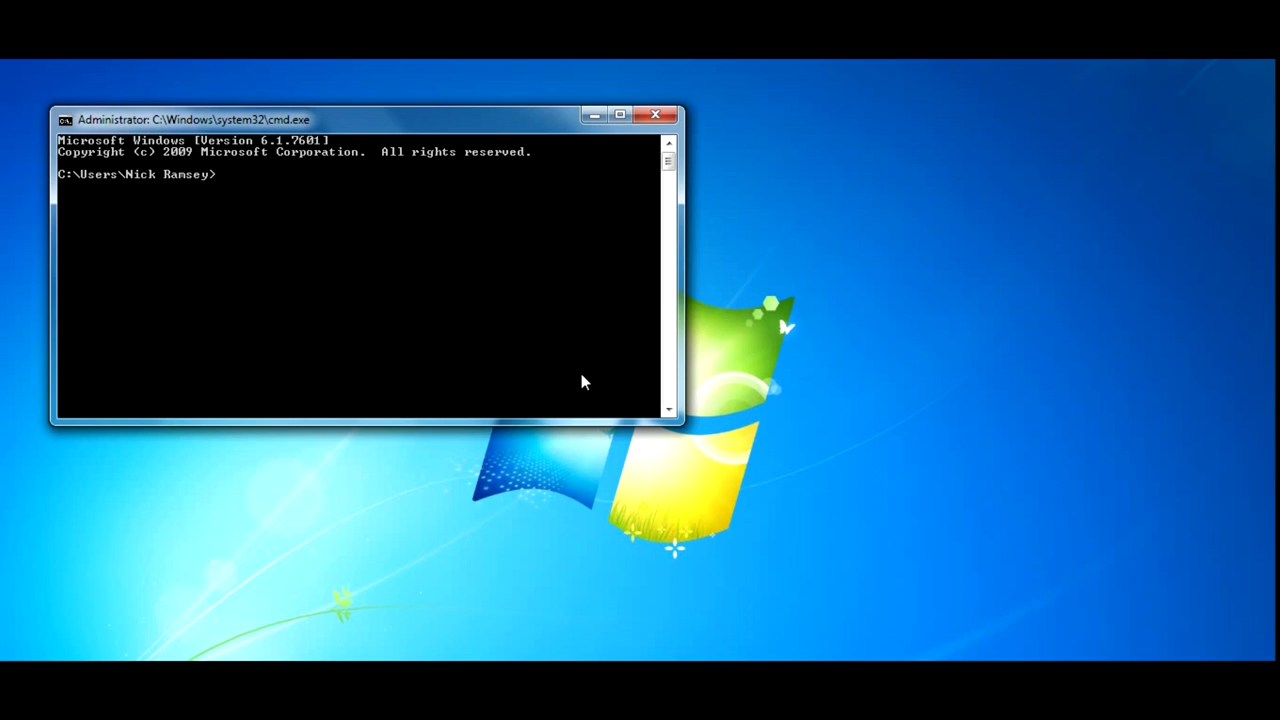 Administrator: C:\Windows\system32\cmd.exe
Microsoft Windows [Version 6.1.7601]
Copyright (c) 2009 Microsoft Corporation.  All rights reserved.
C:\Users\Nick Ramsey>